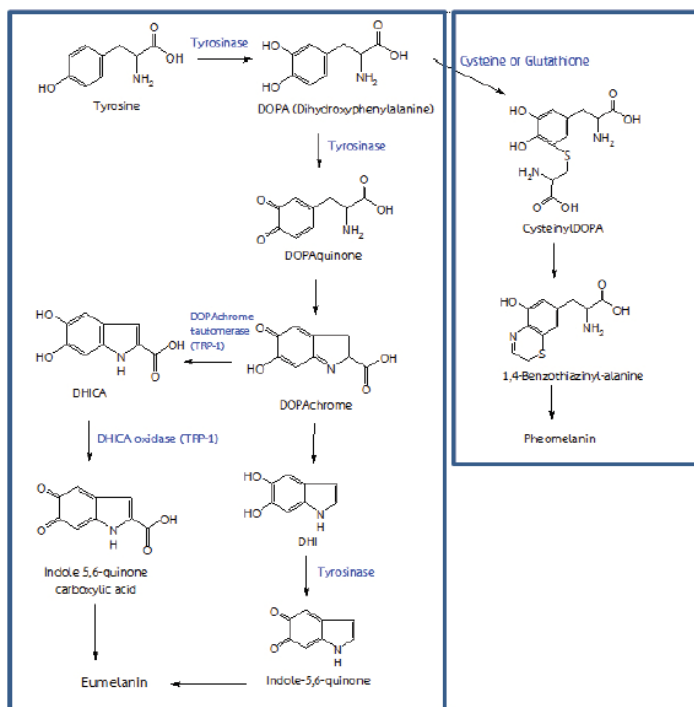 O
HO
OH
NH₂
Tyrosine
Tyrosinase
HO
HO
O
OH
NH₂
DOPA (Dihydroxyphenylalanine)
Cysteine or Glutathione
Tyrosinase
O
O
O
OH
NH₂
DOPAquinone
HO
HO
O
OH
NH₂
S
H₂N
O
OH
CysteinylDOPA
HO
HO
N
H
OH
O
DHICA
DOPAchrome
tautomerase
(TRP-1)
O
HO
N
OH
O
DOPAchrome
OH
N
S
O
OH
NH₂
1,4-Benzothiazinyl-alanine
Pheomelanin
DHICA oxidase (TRP-1)
O
O
N
H
OH
O
Indole 5,6-quinone
carboxylic acid
HO
HO
N
H
DHI
Tyrosinase
O
O
N
H
Indole-5,6-quinone
Eumelanin